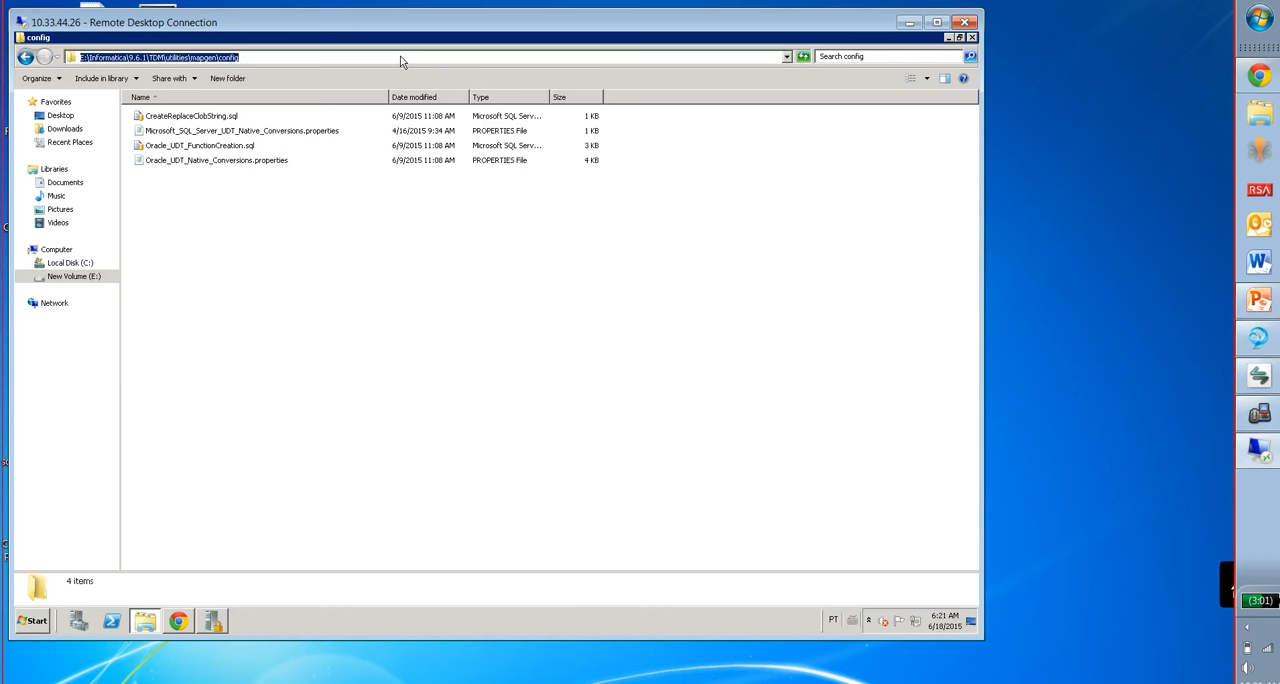 10.33.44.26 - Remote Desktop Connection
config
E:\Informatica\9.6.1\TDM\utilities\mapgen\config
Search config
Organize Include in library Share with New folder
Name Date modified Type Size
Favorites
Desktop
Downloads
Recent Places
Libraries
Documents
Music
Pictures
Videos
Computer
Local Disk (C:)
New Volume (E:)
Network
CreateReplaceClobString.sql 6/9/2015 11:08 AM Microsoft SQL Serv... 1 KB
Microsoft_SQL_Server_UDT_Native_Conversions.properties 4/16/2015 9:34 AM PROPERTIES File 1 KB
Oracle_UDT_FunctionCreation.sql 6/9/2015 11:08 AM Microsoft SQL Serv... 3 KB
Oracle_UDT_Native_Conversions.properties 6/9/2015 11:08 AM PROPERTIES File 4 KB
4 items
Start
PT
6:21 AM
6/18/2015
RSA
(3:01)